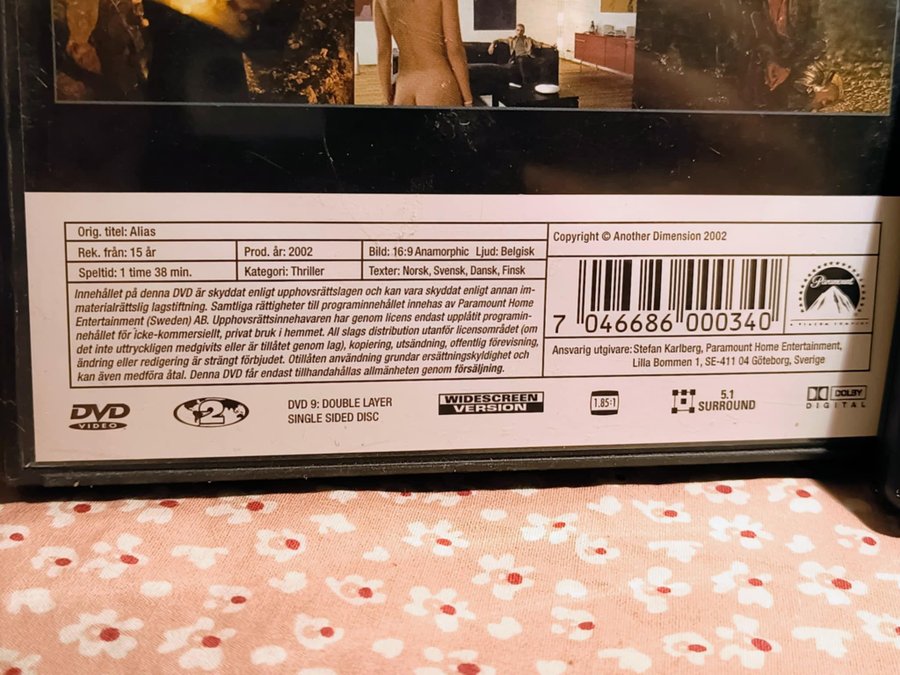 Orig. titel: Alias
Rek. från: 15 år
Prod. år: 2002
Bild: 16:9 Anamorphic Ljud: Belgisk
Speltid: 1 time 38 min.
Kategori: Thriller
Texter: Norsk, Svensk, Dansk, Finsk
Innehållet på denna DVD är skyddat enligt upphovsrättslagen och kan vara skyddat enligt annan im-
materialrättslig lagstiftning. Samtliga rättigheter till programinnehållet innehas av Paramount Home
Entertainment (Sweden) AB. Upphovsrättsinnehavaren har genom licens endast upplåtit programin-
nehållet för icke-kommersiellt, privat bruk i hemmet. All slags distribution utanför licensområdet (om
det inte uttryckligen medgivits eller är tillåtet genom lag), kopiering, utsändning, offentlig förevisning,
ändring eller redigering är strängt förbjudet. Otillåten användning grundar ersättningskyldighet och
kan även medföra åtal. Denna DVD får endast tillhandahållas allmänheten genom försäljning.
Copyright © Another Dimension 2002
7 046686 000340
Paramount
Ansvarig utgivare: Stefan Karlberg, Paramount Home Entertainment,
Lilla Bommen 1, SE-411 04 Göteborg, Sverige
DVD
VIDEO
2
DVD 9: DOUBLE LAYER
SINGLE SIDED DISC
WIDESCREEN
VERSION
1.85:1
5.1
SURROUND
DOLBY
DIGITAL